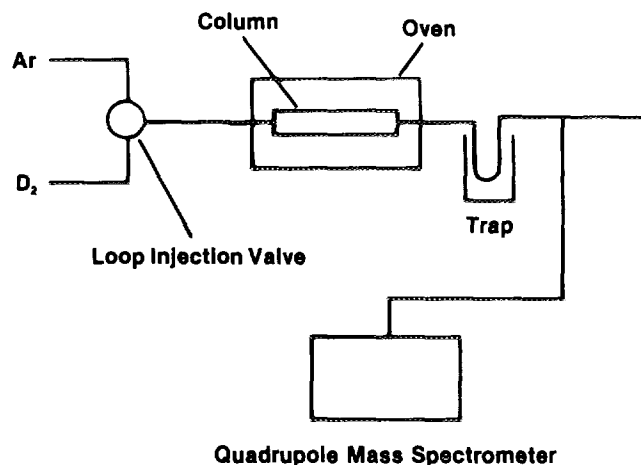 Column
Oven
Ar
D₂
Loop Injection Valve
Trap
Quadrupole Mass Spectrometer